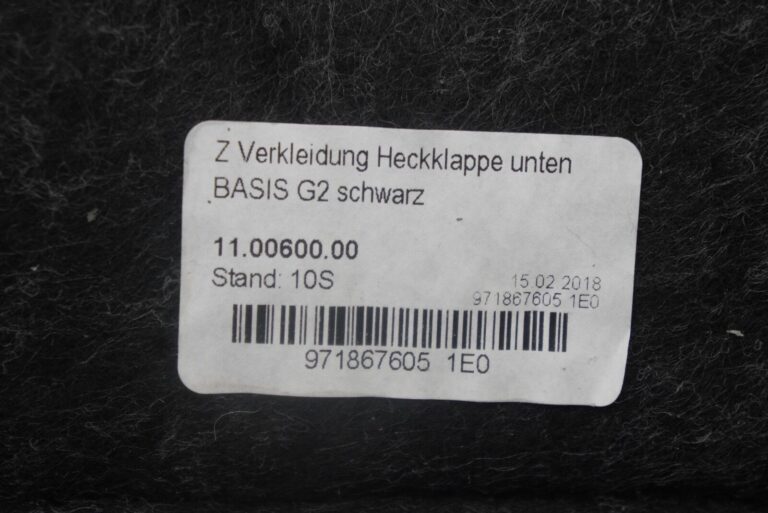 Z Verkleidung Heckklappe unten
BASIS G2 schwarz
11.00600.00
Stand: 10S
15.02 2018
971867605 1E0
971867605 1E0